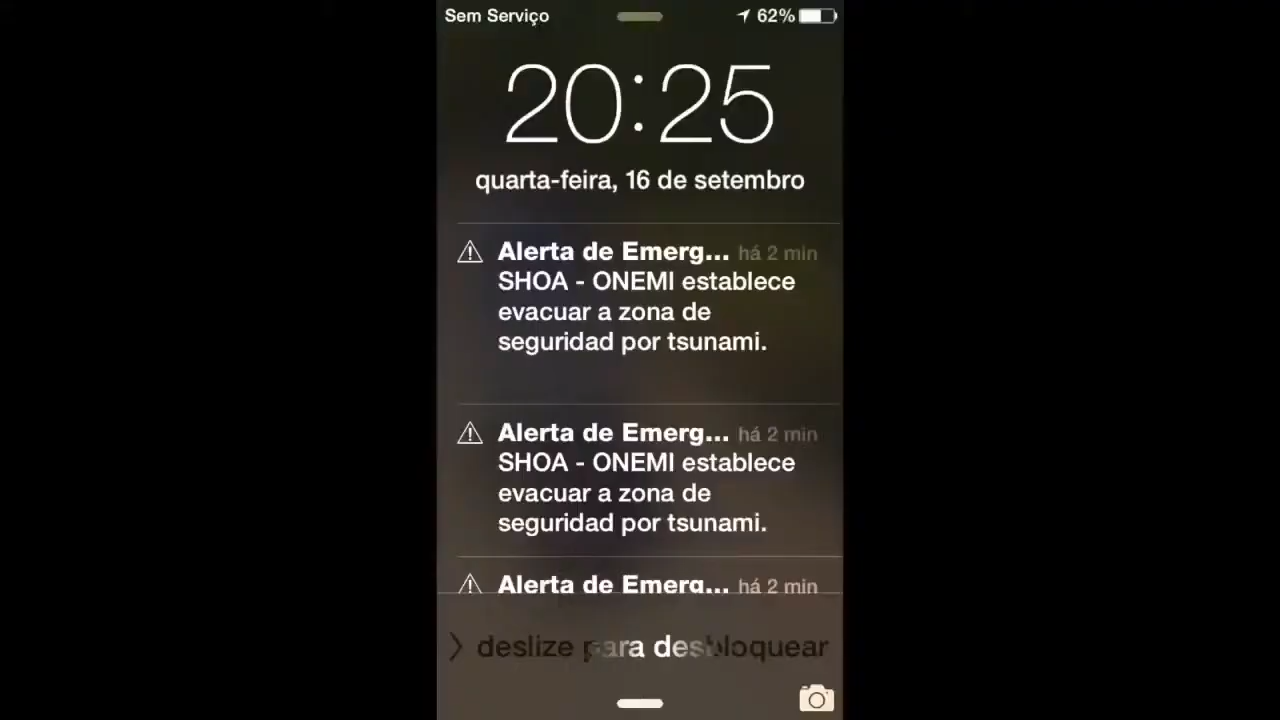 Sem Serviço 62%
20:25
quarta-feira, 16 de setembro
Alerta de Emerg... há 2 min
SHOA - ONEMI establece
evacuar a zona de
seguridad por tsunami.
Alerta de Emerg... há 2 min
SHOA - ONEMI establece
evacuar a zona de
seguridad por tsunami.
Alerta de Emerg... há 2 min
deslize para desbloquear